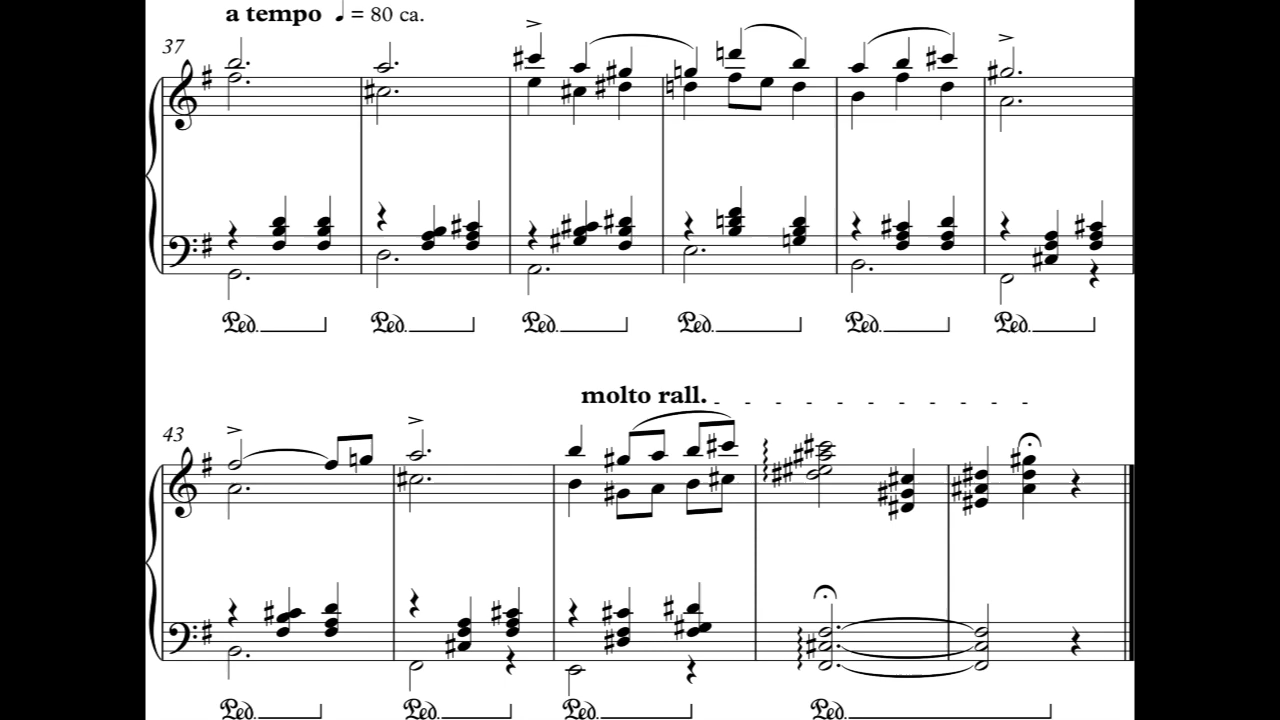 a tempo ♩ = 80 ca.
37
Ped. Ped. Ped. Ped. Ped. Ped.
molto rall. - - - - - - - - - - -
43
Ped. Ped. Ped. Ped.